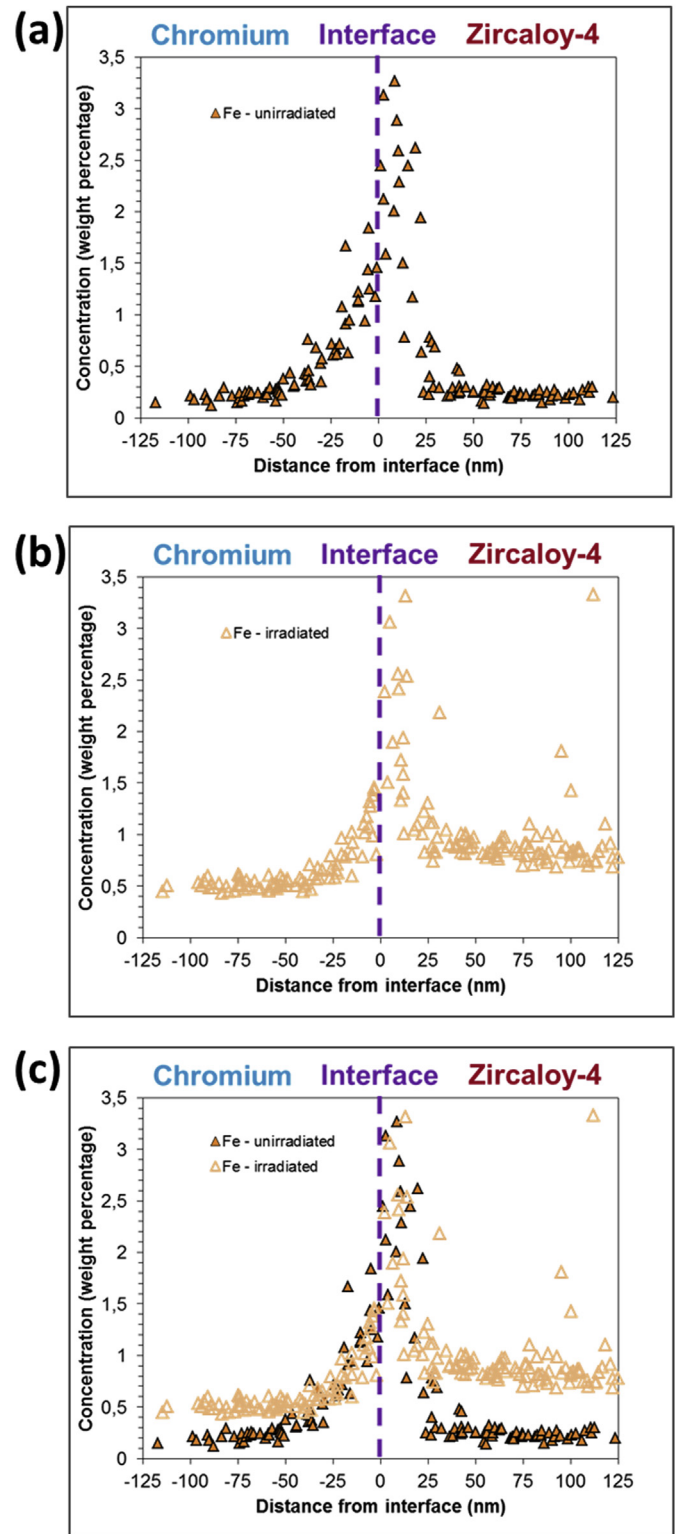 (a)
Chromium Interface Zircaloy-4
3,5
3
2,5
2
1,5
1
0,5
0
Concentration (weight percentage)
Fe - unirradiated
-125 -100 -75 -50 -25 0 25 50 75 100 125
Distance from interface (nm)
(b)
Chromium Interface Zircaloy-4
3,5
3
2,5
2
1,5
1
0,5
0
Concentration (weight percentage)
Fe - irradiated
-125 -100 -75 -50 -25 0 25 50 75 100 125
Distance from interface (nm)
(c)
Chromium Interface Zircaloy-4
3,5
3
2,5
2
1,5
1
0,5
0
Concentration (weight percentage)
Fe - unirradiated
Fe - irradiated
-125 -100 -75 -50 -25 0 25 50 75 100 125
Distance from interface (nm)